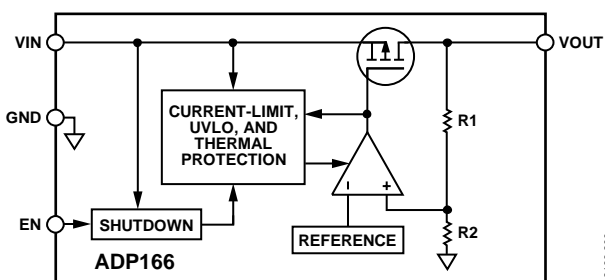 VIN
VOUT
GND
CURRENT-LIMIT,
UVLO, AND
THERMAL
PROTECTION
R1
–
+
EN
SHUTDOWN
REFERENCE
R2
ADP166